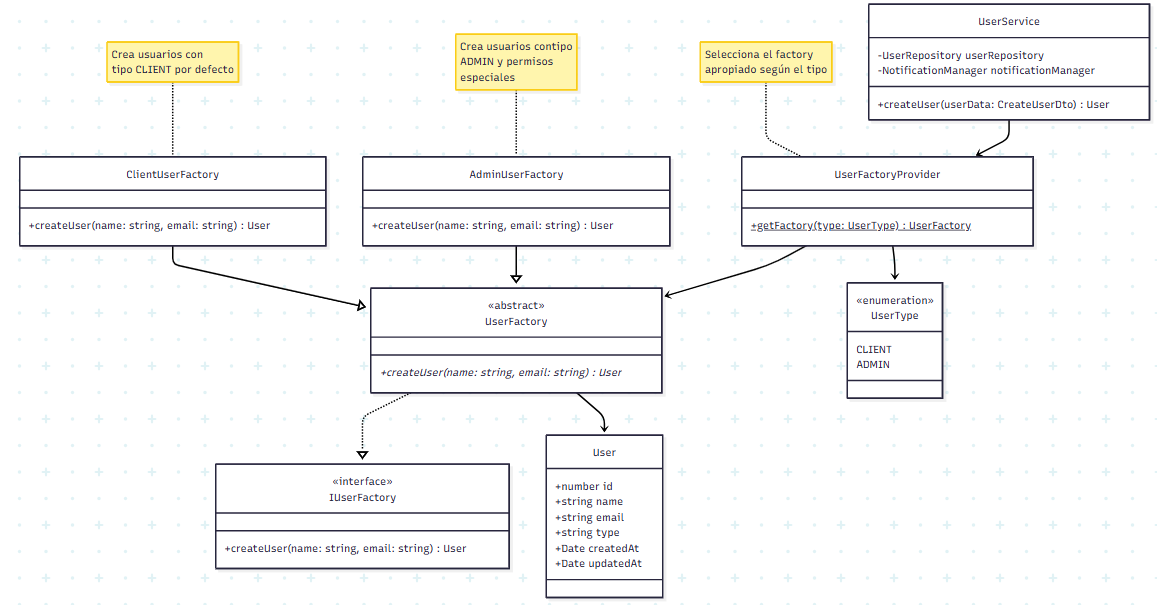 UserService
-UserRepository userRepository
-NotificationManager notificationManager
+createUser(userData: CreateUserDto) : User
Crea usuarios con
tipo CLIENT por defecto
Crea usuarios contipo
ADMIN y permisos
especiales
Selecciona el factory
apropiado según el tipo
ClientUserFactory
+createUser(name: string, email: string) : User
AdminUserFactory
+createUser(name: string, email: string) : User
UserFactoryProvider
+getFactory(type: UserType) : UserFactory
«abstract»
UserFactory
+createUser(name: string, email: string) : User
«enumeration»
UserType
CLIENT
ADMIN
«interface»
IUserFactory
+createUser(name: string, email: string) : User
User
+number id
+string name
+string email
+string type
+Date createdAt
+Date updatedAt